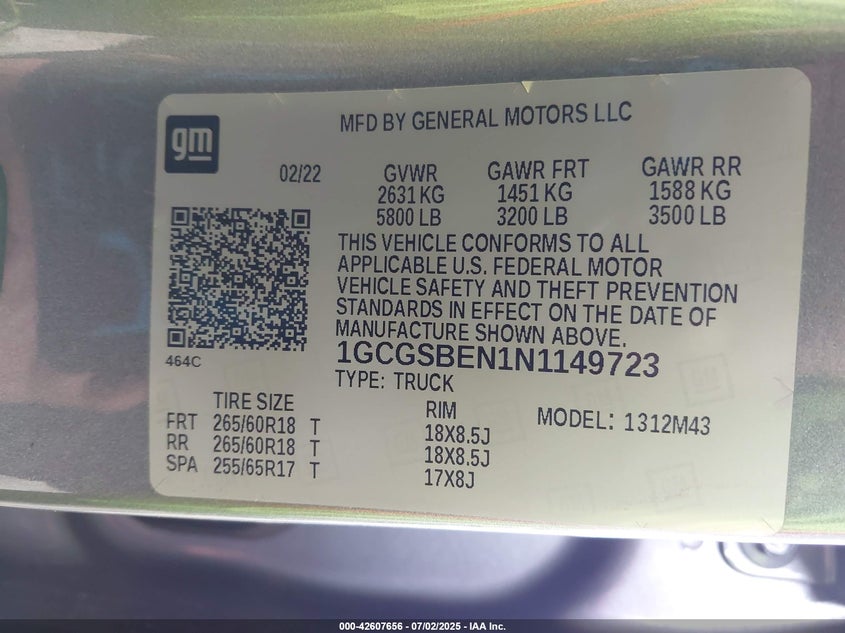 gm
MFD BY GENERAL MOTORS LLC
02/22
GVWR GAWR FRT GAWR RR
2631 KG 1451 KG 1588 KG
5800 LB 3200 LB 3500 LB
THIS VEHICLE CONFORMS TO ALL
APPLICABLE U.S. FEDERAL MOTOR
VEHICLE SAFETY AND THEFT PREVENTION
STANDARDS IN EFFECT ON THE DATE OF
MANUFACTURE SHOWN ABOVE.
464C
1GCGSBEN1N1149723
TYPE: TRUCK
TIRE SIZE RIM MODEL: 1312M43
FRT 265/60R18 T 18X8.5J
RR 265/60R18 T 18X8.5J
SPA 255/65R17 T 17X8J
000-42607656 - 07/02/2025 - IAA Inc.